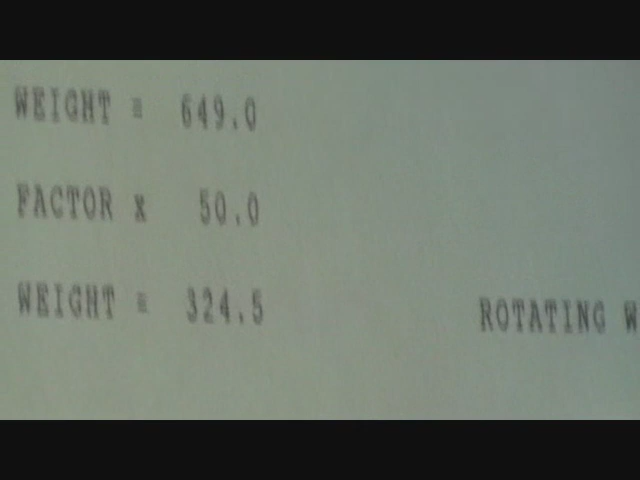 WEIGHT = 649.0
FACTOR x 50.0
WEIGHT = 324.5 ROTATING W